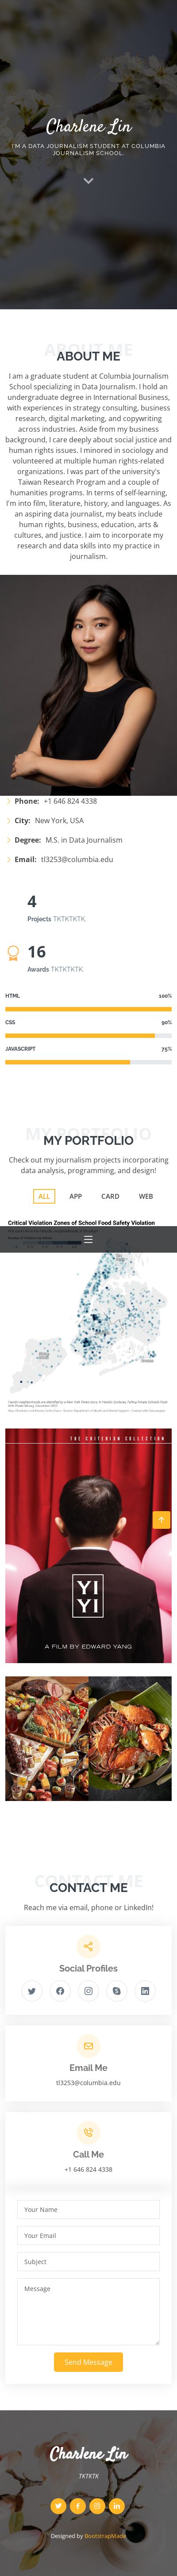 Charlene Lin
I'M A DATA JOURNALISM STUDENT AT COLUMBIA
JOURNALISM SCHOOL.
ABOUT ME
ABOUT ME
I am a graduate student at Columbia Journalism
School specializing in Data Journalism. I hold an
undergraduate degree in International Business,
with experiences in strategy consulting, business
research, digital marketing, and copywriting
across industries. Aside from my business
background, I care deeply about social justice and
human rights issues. I minored in sociology and
volunteered at multiple human rights-related
organizations. I was part of the university's
Taiwan Research Program and a couple of
humanities programs. In terms of self-learning,
I'm into film, literature, history, and languages. As
an aspiring data journalist, my beats include
human rights, business, education, arts &
cultures, and justice. I aim to incorporate my
research and data skills into my practice in
journalism.
Phone: +1 646 824 4338
City: New York, USA
Degree: M.S. in Data Journalism
Email: tl3253@columbia.edu
4
Projects TKTKTKTK.
16
Awards TKTKTKTK.
HTML 100%
CSS 90%
JAVASCRIPT 75%
MY PORTFOLIO
MY PORTFOLIO
Check out my journalism projects incorporating
data analysis, programming, and design!
ALL APP CARD WEB
Critical Violation Zones of School Food Safety Violation
THE CRITERION COLLECTION
YI
YI
A FILM BY EDWARD YANG
CONTACT ME
CONTACT ME
Reach me via email, phone or LinkedIn!
Social Profiles
Email Me
tl3253@columbia.edu
Call Me
+1 646 824 4338
Your Name
Your Email
Subject
Message
Send Message
Charlene Lin
TKTKTK
Designed by BootstrapMade